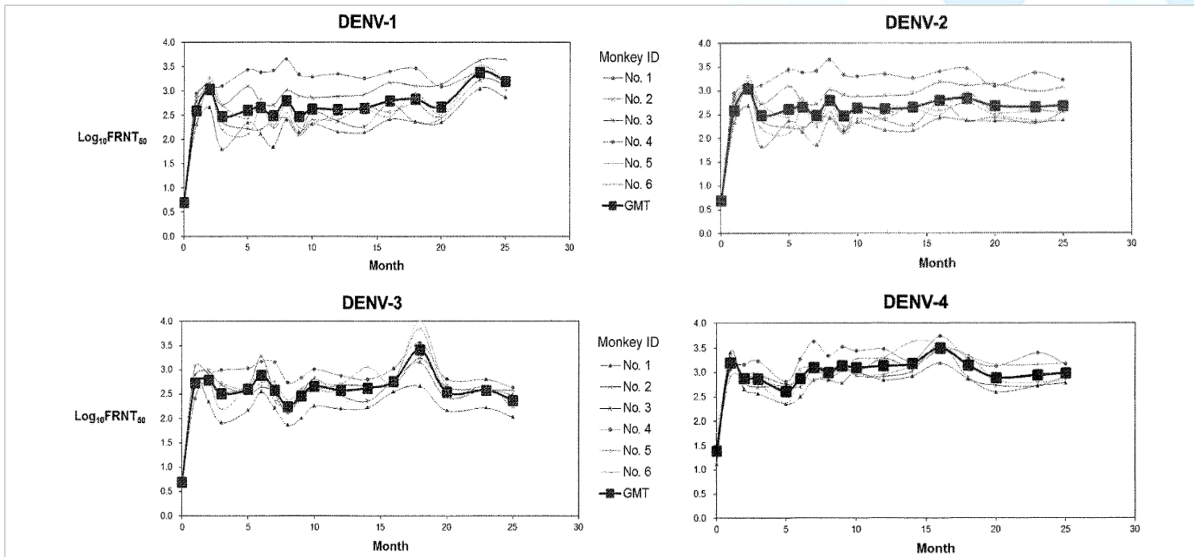 DENV-1
4.0
3.5
3.0
2.5
2.0
1.5
1.0
0.5
0.0
0 5 10 15 20 25 30
Month
Log₁₀FRNT₅₀
Monkey ID
No. 1
No. 2
No. 3
No. 4
No. 5
No. 6
GMT
DENV-2
4.0
3.5
3.0
2.5
2.0
1.5
1.0
0.5
0.0
0 5 10 15 20 25 30
Month
DENV-3
4.0
3.5
3.0
2.5
2.0
1.5
1.0
0.5
0.0
0 5 10 15 20 25 30
Month
Log₁₀FRNT₅₀
Monkey ID
No. 1
No. 2
No. 3
No. 4
No. 5
No. 6
GMT
DENV-4
4.0
3.5
3.0
2.5
2.0
1.5
1.0
0.5
0.0
0 5 10 15 20 25 30
Month